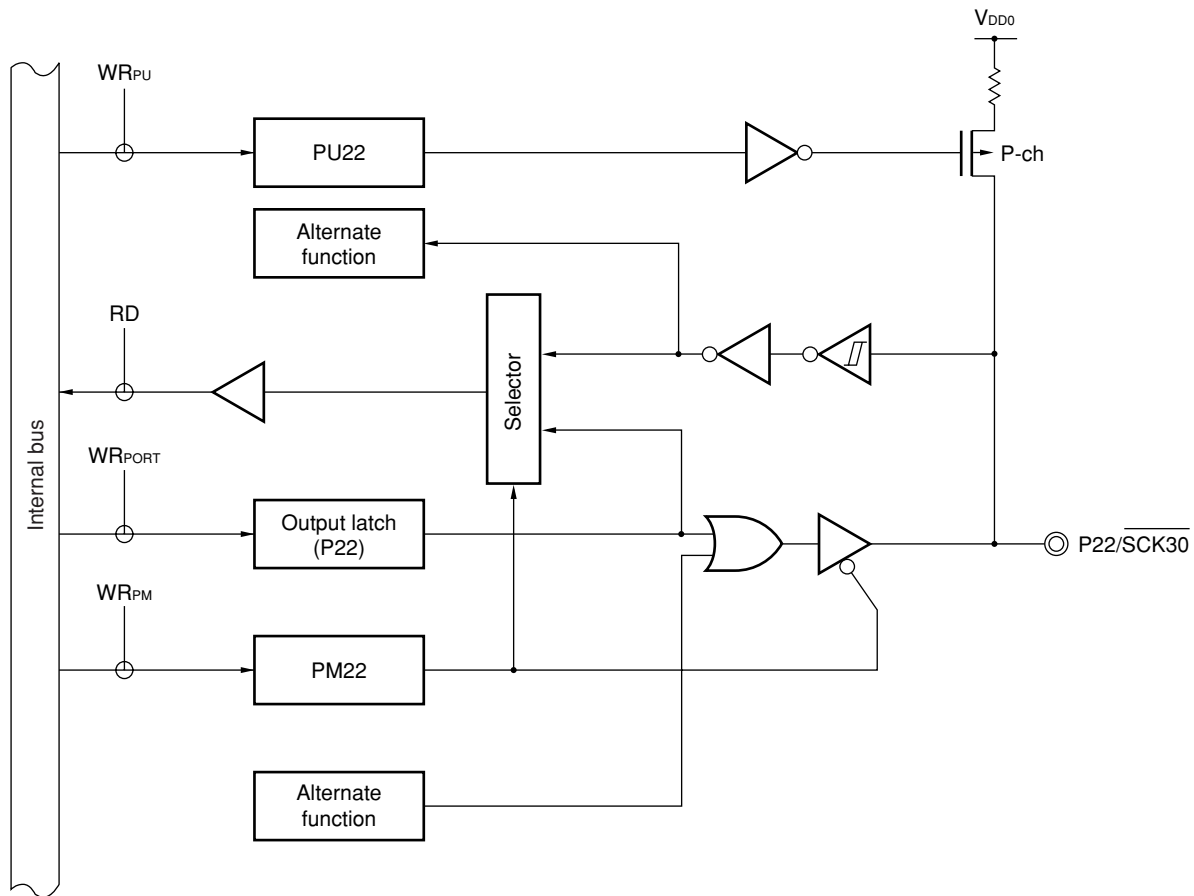 VDD0
WRPU
PU22
P-ch
Alternate
function
RD
Selector
Internal bus
WRPORT
Output latch
(P22)
P22/SCK30
WRPM
PM22
Alternate
function